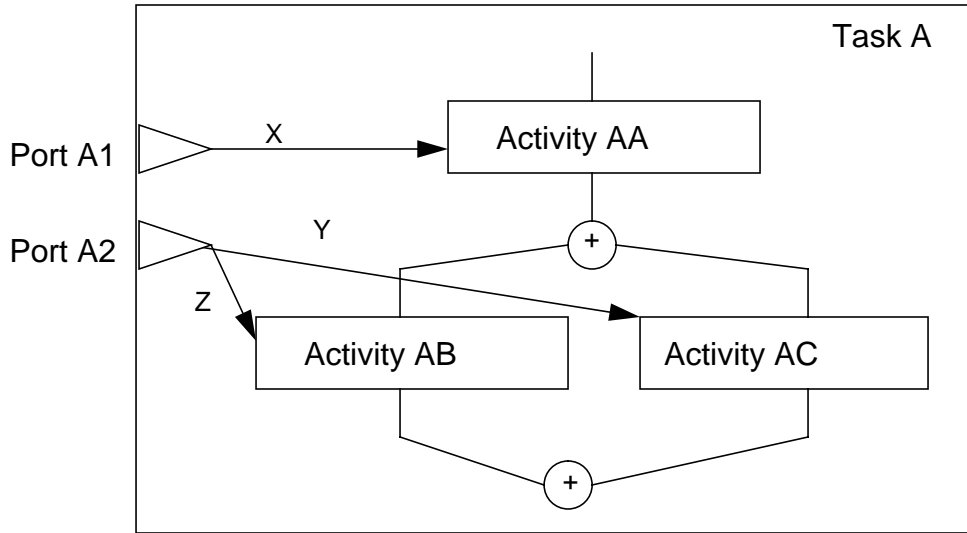 Task A
Port A1
X
Activity AA
Port A2
Y
+
Z
Activity AB
Activity AC
+